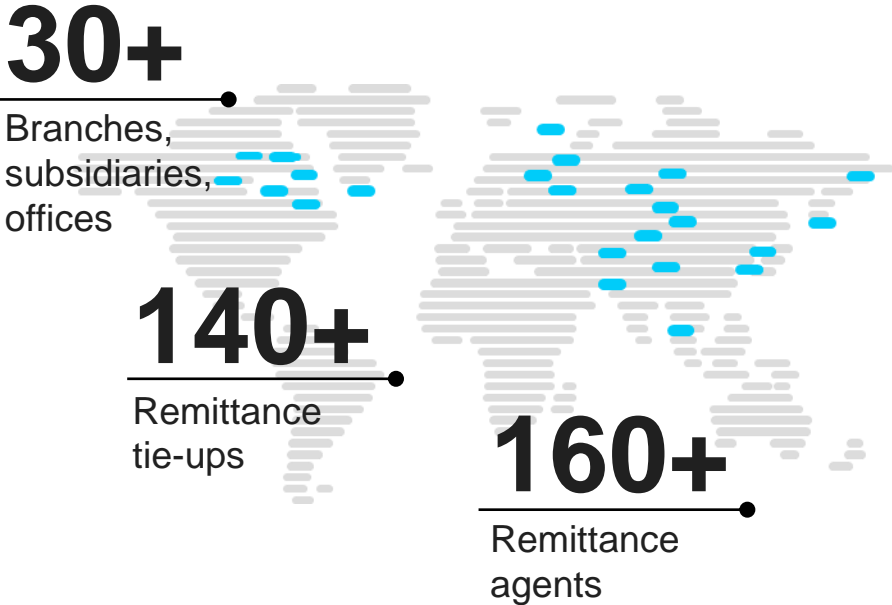 30+
Branches,
subsidiaries,
offices
140+
Remittance
tie-ups
160+
Remittance
agents